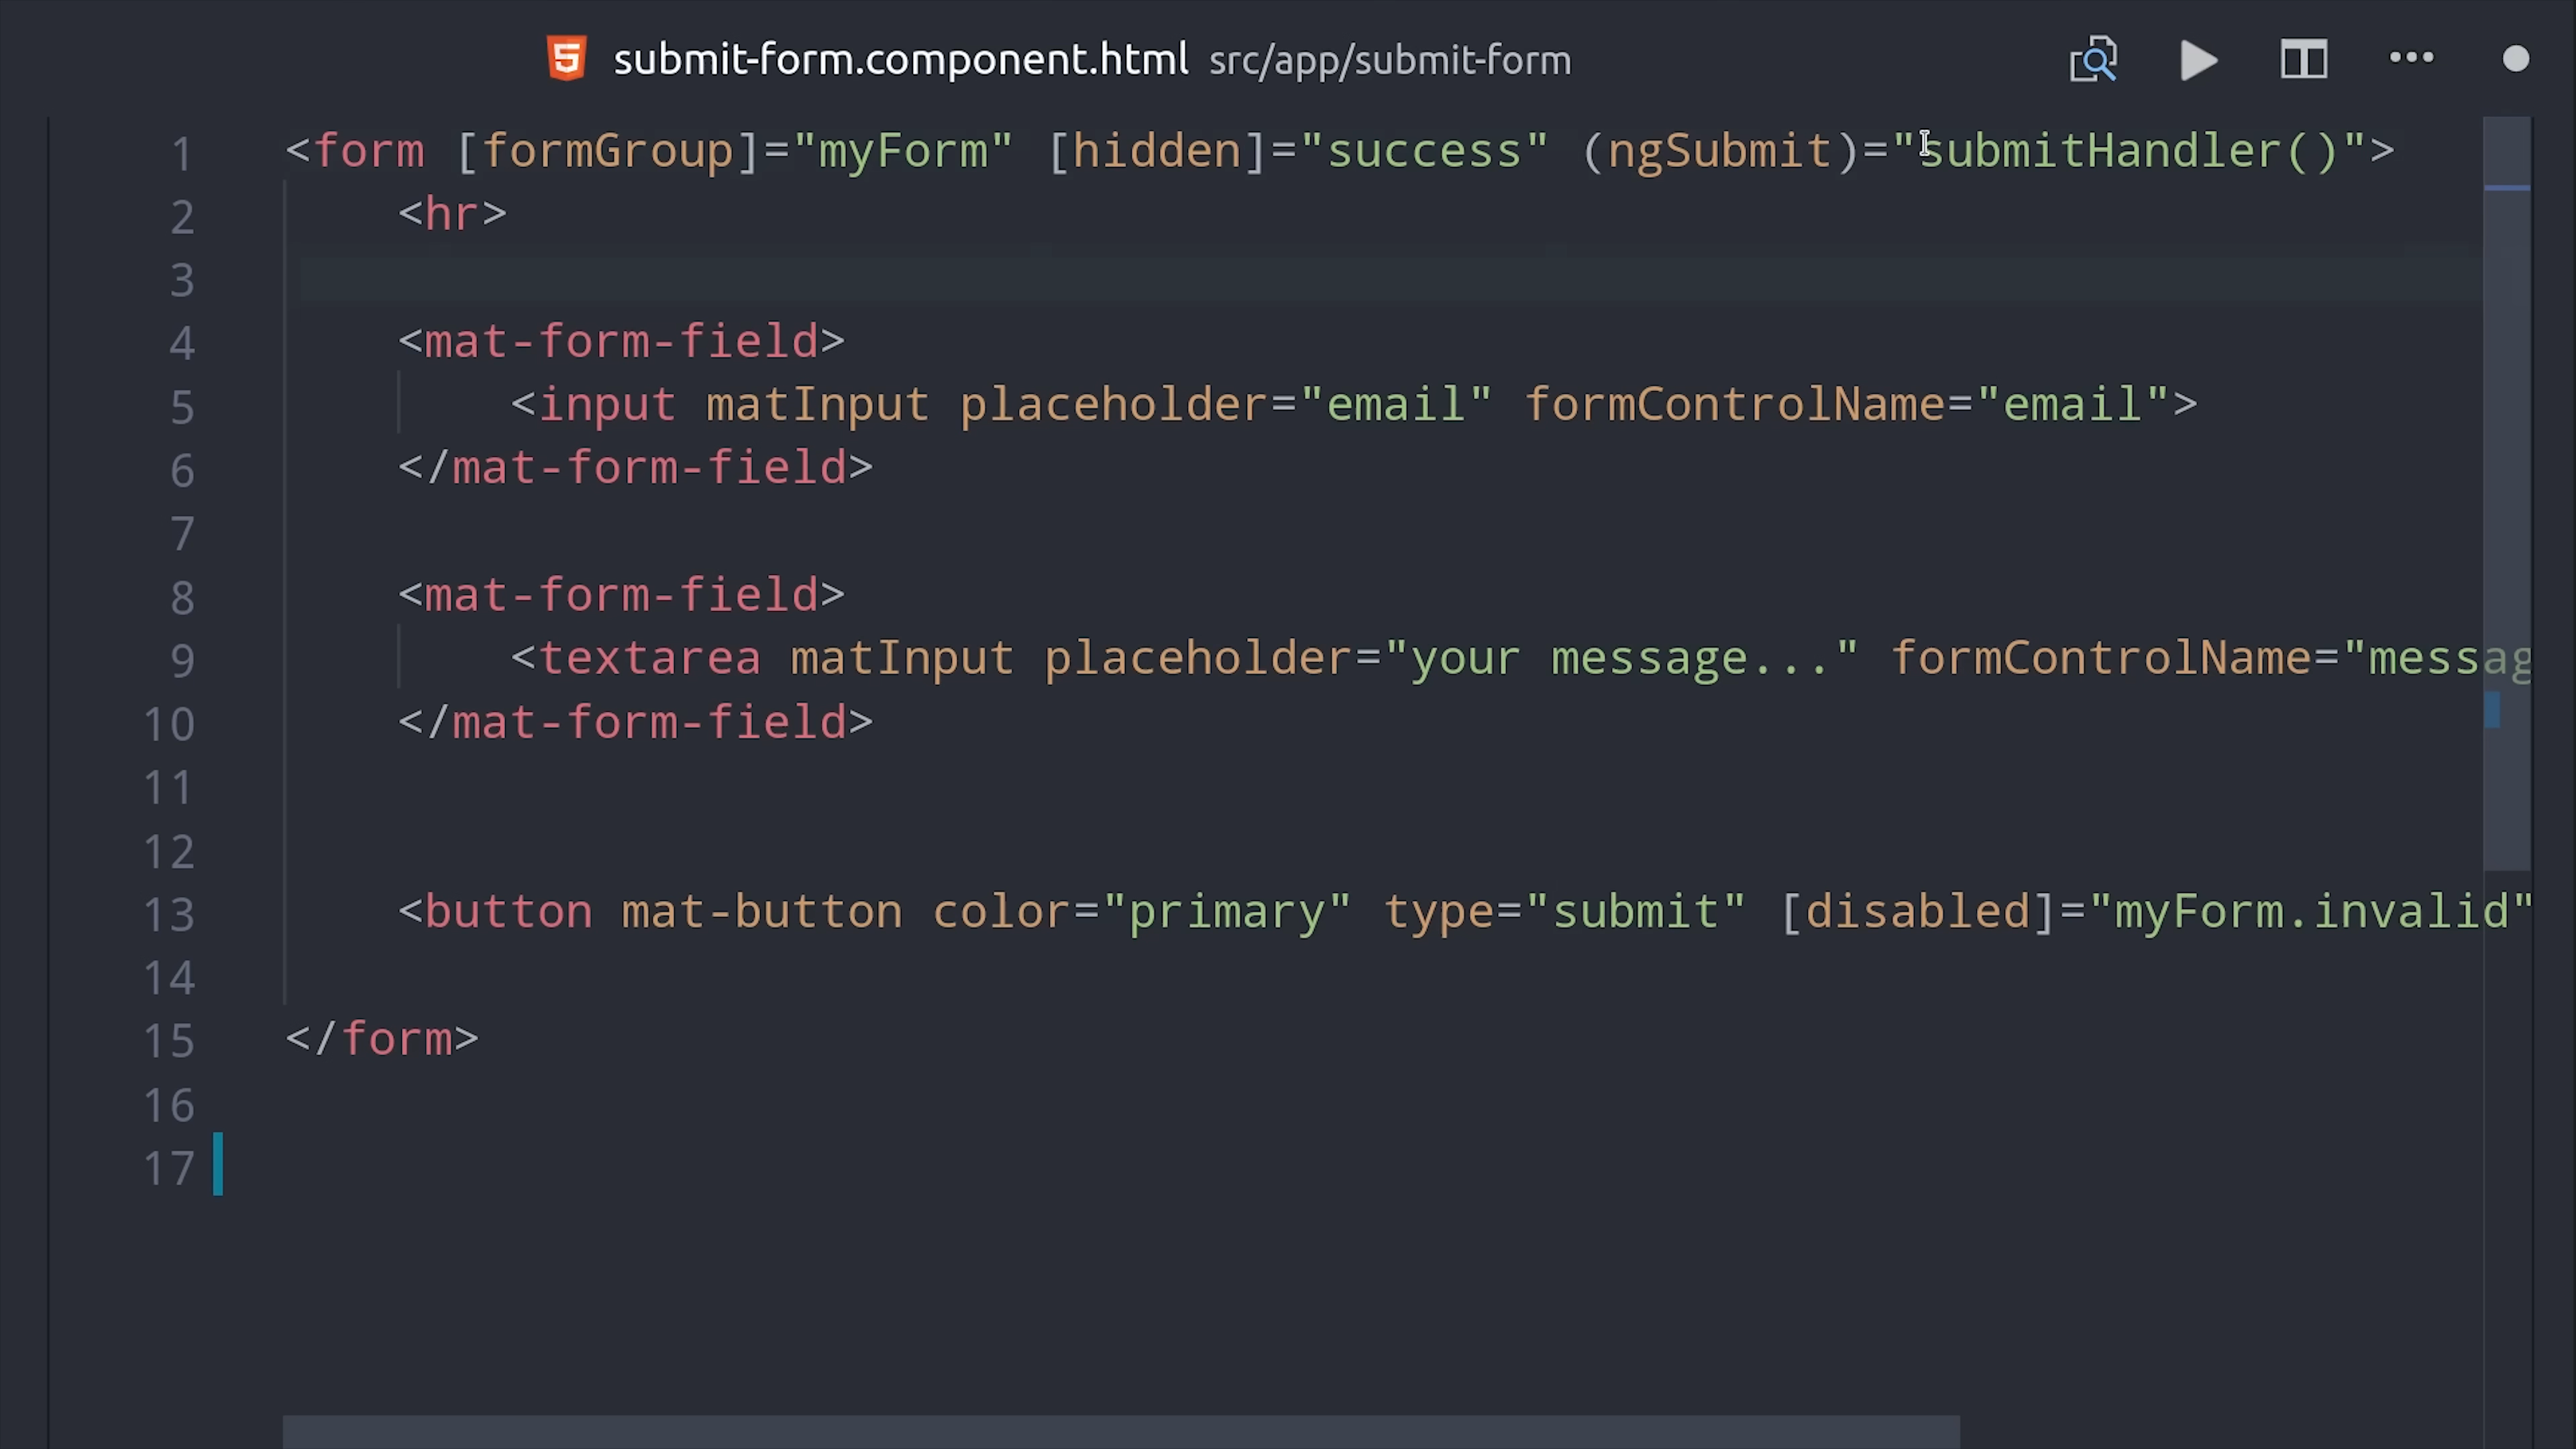 submit-form.component.html src/app/submit-form
1 <form [formGroup]="myForm" [hidden]="success" (ngSubmit)="submitHandler()">
2 <hr>
3
4 <mat-form-field>
5 <input matInput placeholder="email" formControlName="email">
6 </mat-form-field>
7
8 <mat-form-field>
9 <textarea matInput placeholder="your message..." formControlName="messag
10 </mat-form-field>
11
12
13 <button mat-button color="primary" type="submit" [disabled]="myForm.invalid"
14
15 </form>
16
17